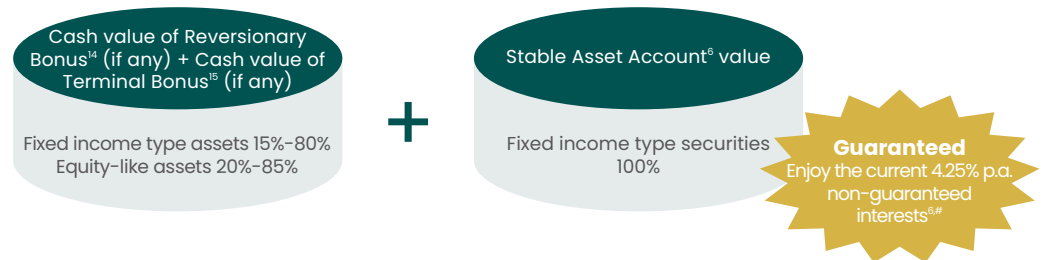 Cash value of Reversionary
Bonus¹⁴ (if any) + Cash value of
Terminal Bonus¹⁵ (if any)
Fixed income type assets 15%-80%
Equity-like assets 20%-85%
+
Stable Asset Account⁶ value
Fixed income type securities
100%
Guaranteed
Enjoy the current 4.25% p.a.
non-guaranteed
interests⁶,#